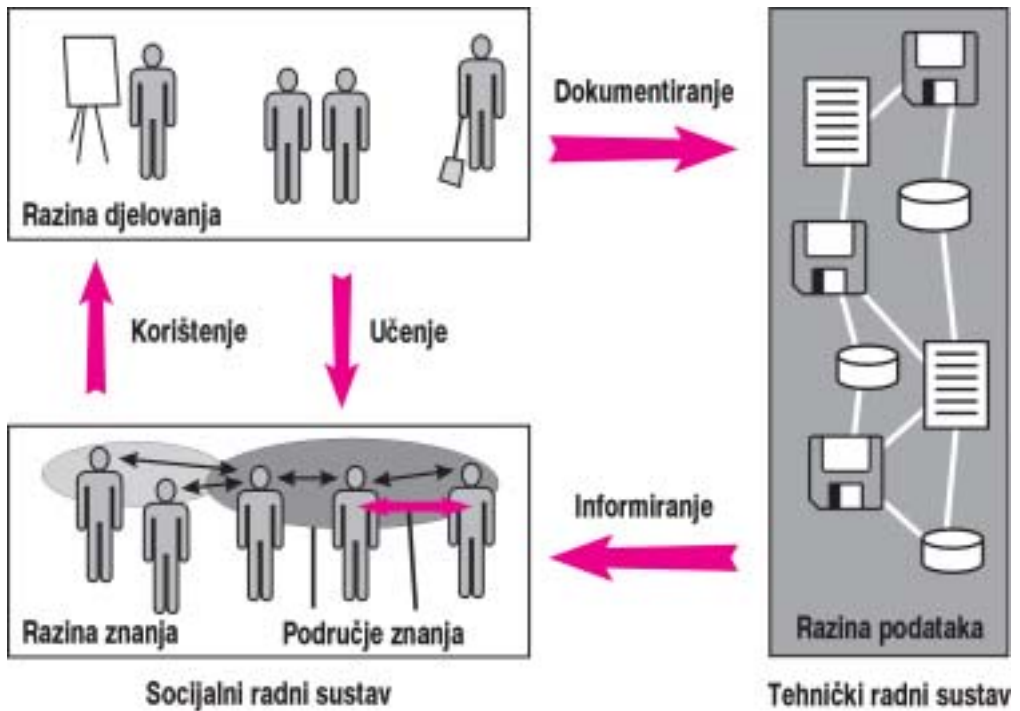 Dokumentiranje
Razina djelovanja
Korištenje
Učenje
Informiranje
Razina znanja
Područje znanja
Razina podataka
Socijalni radni sustav
Tehnički radni sustav